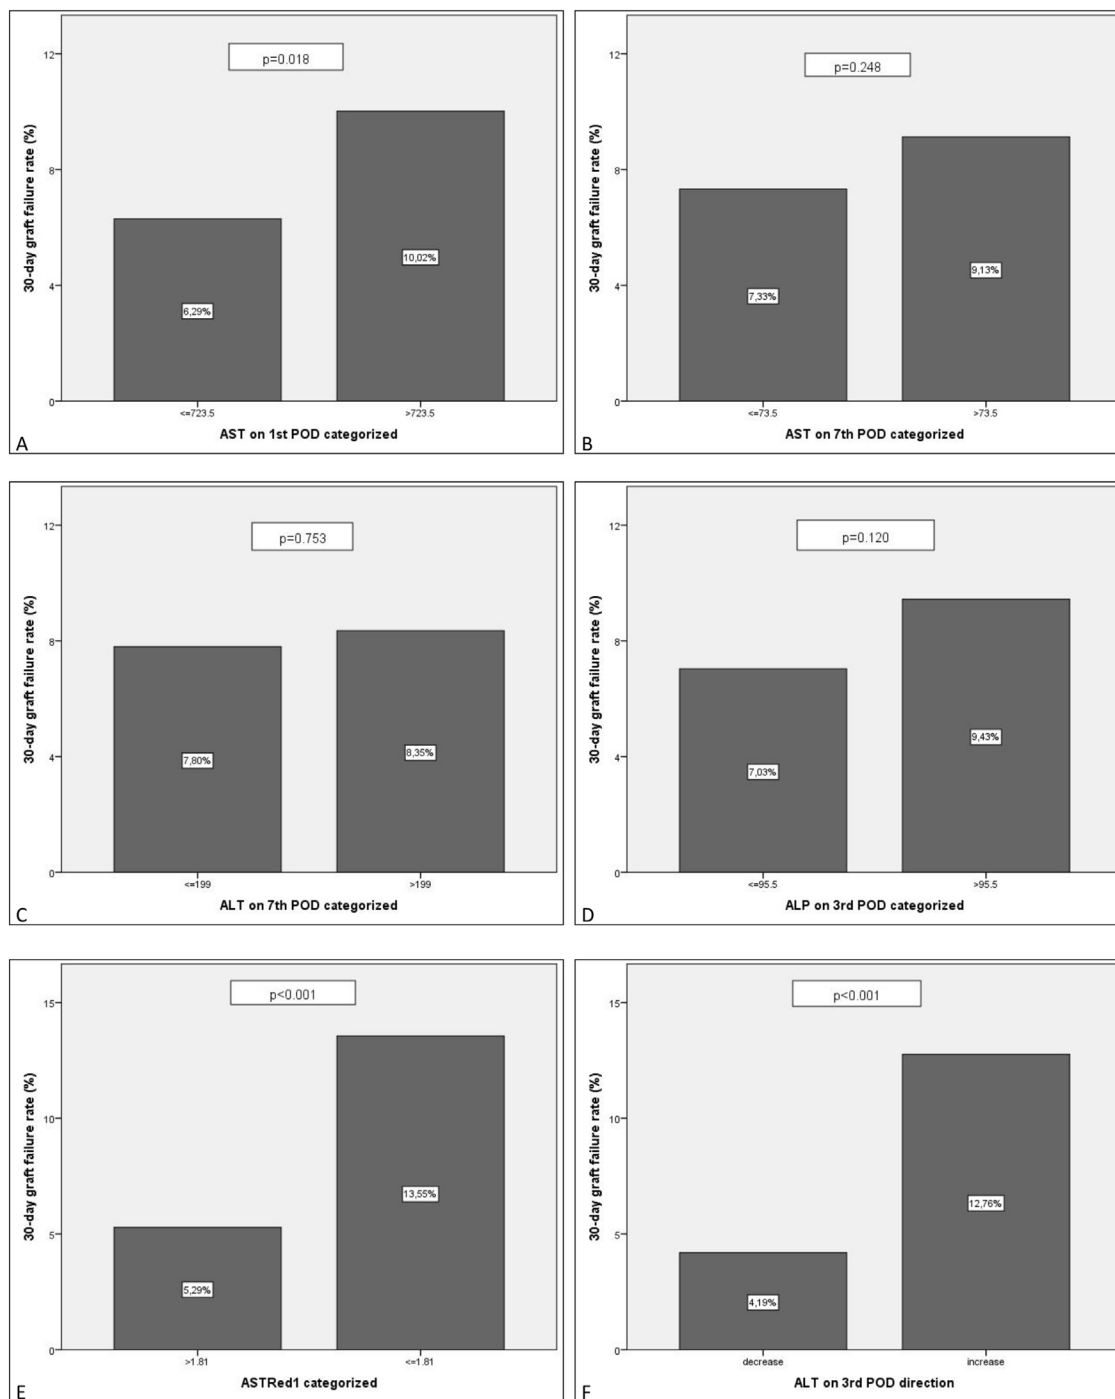 p=0.018
30-day graft failure rate (%)
12
8
4
0
6,29%
10,02%
<=723.5
>723.5
AST on 1st POD categorized
A
p=0.248
30-day graft failure rate (%)
12
8
4
0
7,33%
9,13%
<=73.5
>73.5
AST on 7th POD categorized
B
p=0.753
30-day graft failure rate (%)
12
8
4
0
7,80%
8,35%
<=199
>199
ALT on 7th POD categorized
C
p=0.120
30-day graft failure rate (%)
12
8
4
0
7,03%
9,43%
<=95.5
>95.5
ALP on 3rd POD categorized
D
p<0.001
30-day graft failure rate (%)
15
10
5
0
5,29%
13,55%
>1.81
<=1.81
ASTRed1 categorized
E
p<0.001
30-day graft failure rate (%)
15
10
5
0
4,19%
12,76%
decrease
increase
ALT on 3rd POD direction
F